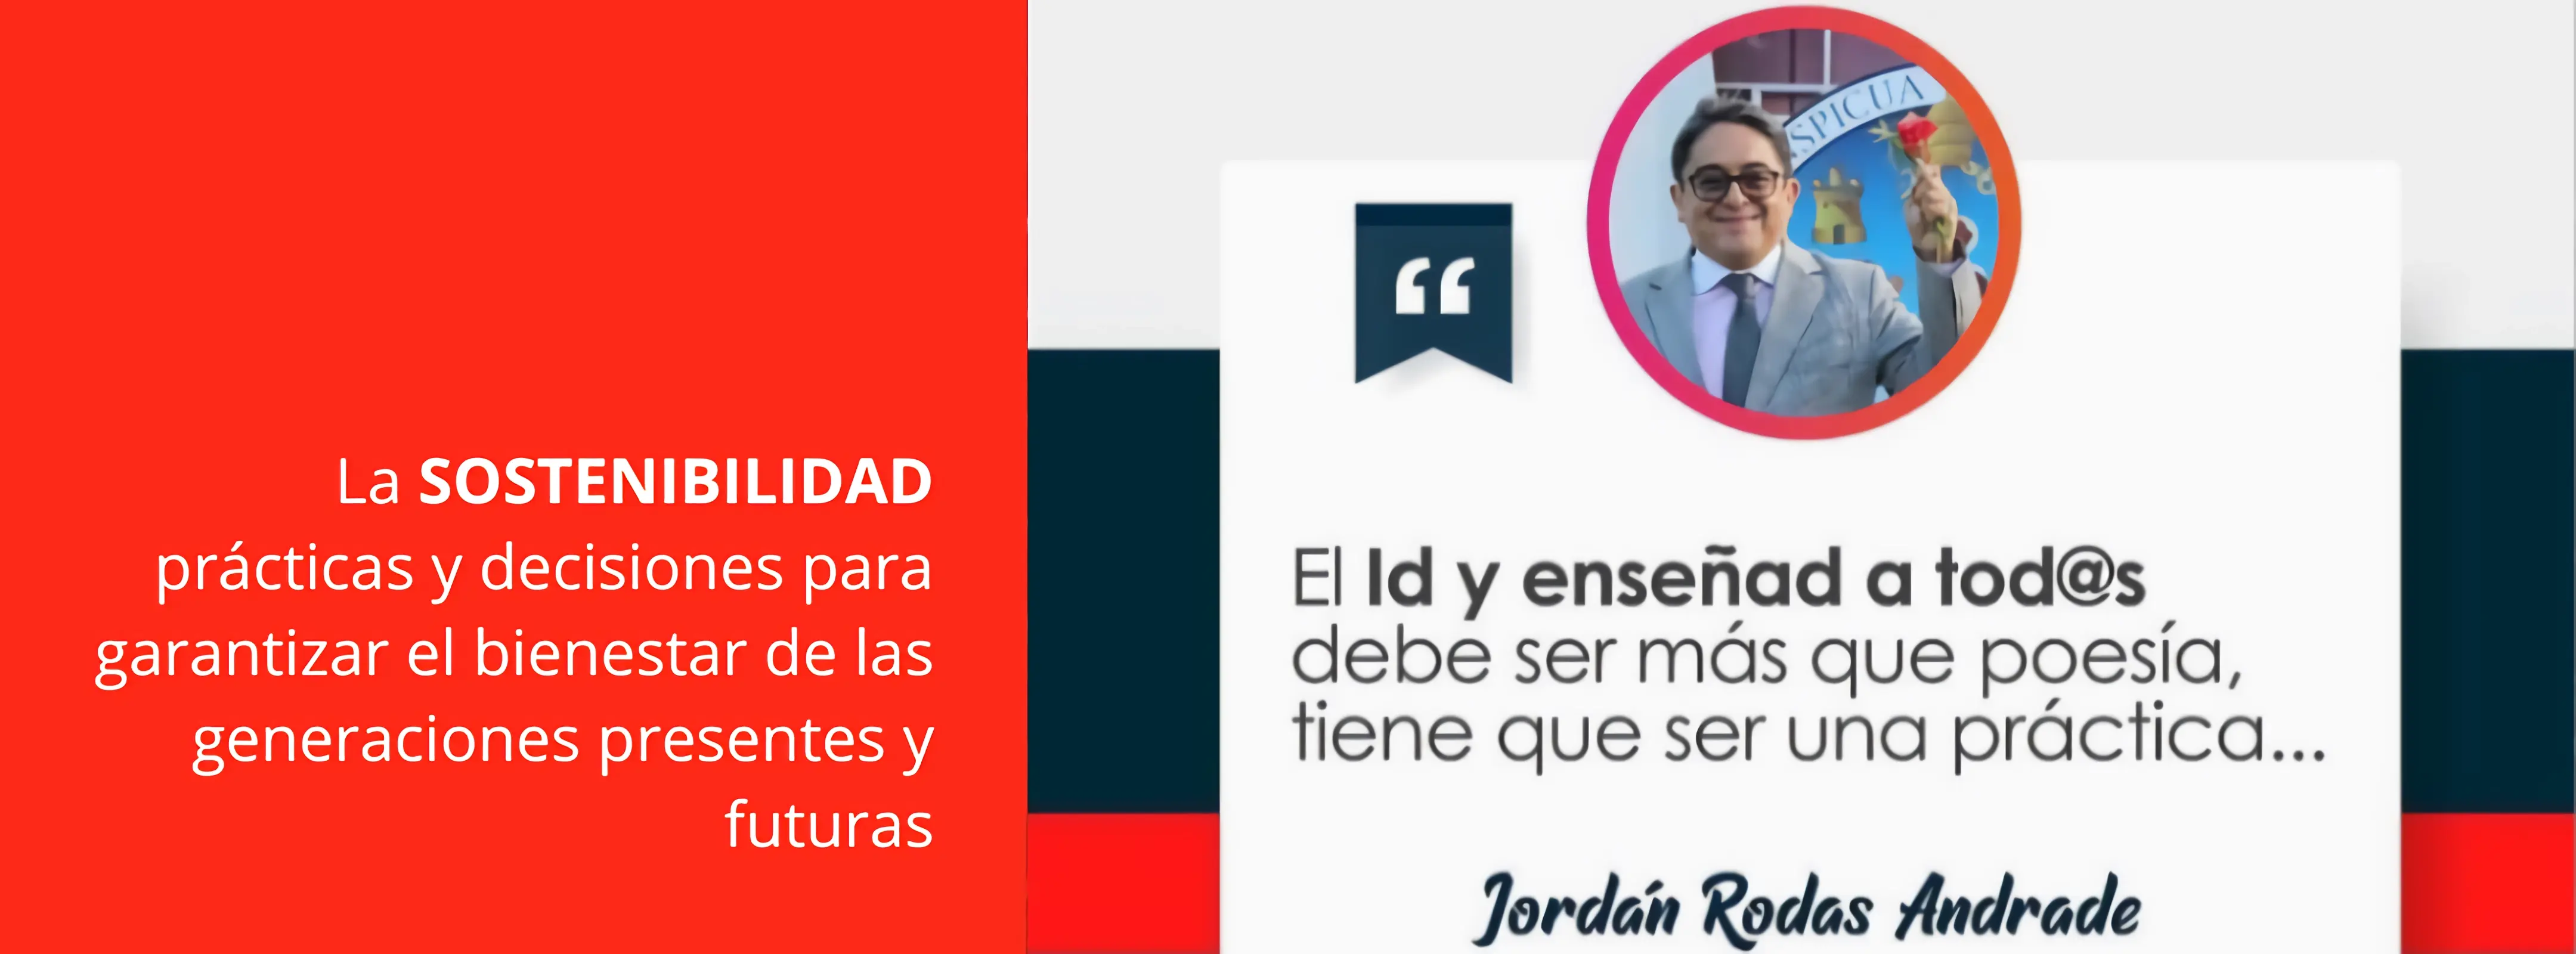 La SOSTENIBILIDAD
prácticas y decisiones para
garantizar el bienestar de las
generaciones presentes y
futuras
SPICUA
“
El Id y enseñad a tod@s
debe ser más que poesía,
tiene que ser una práctica...
Jordán Rodas Andrade